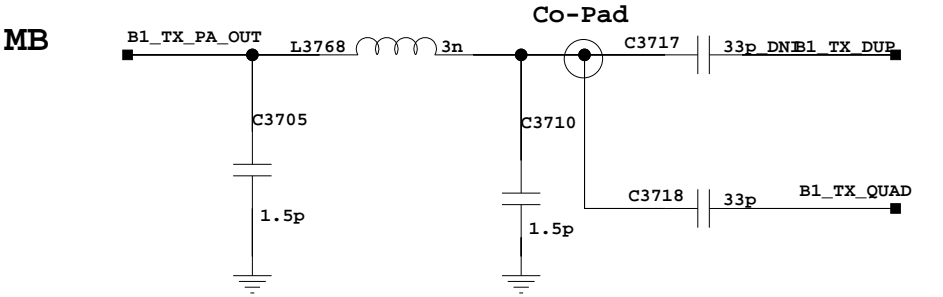 Co-Pad
MB
B1_TX_PA_OUT
L3768
3n
C3717
33p_DNI
B1_TX_DUP
C3705
C3710
1.5p
1.5p
C3718
33p
B1_TX_QUAD